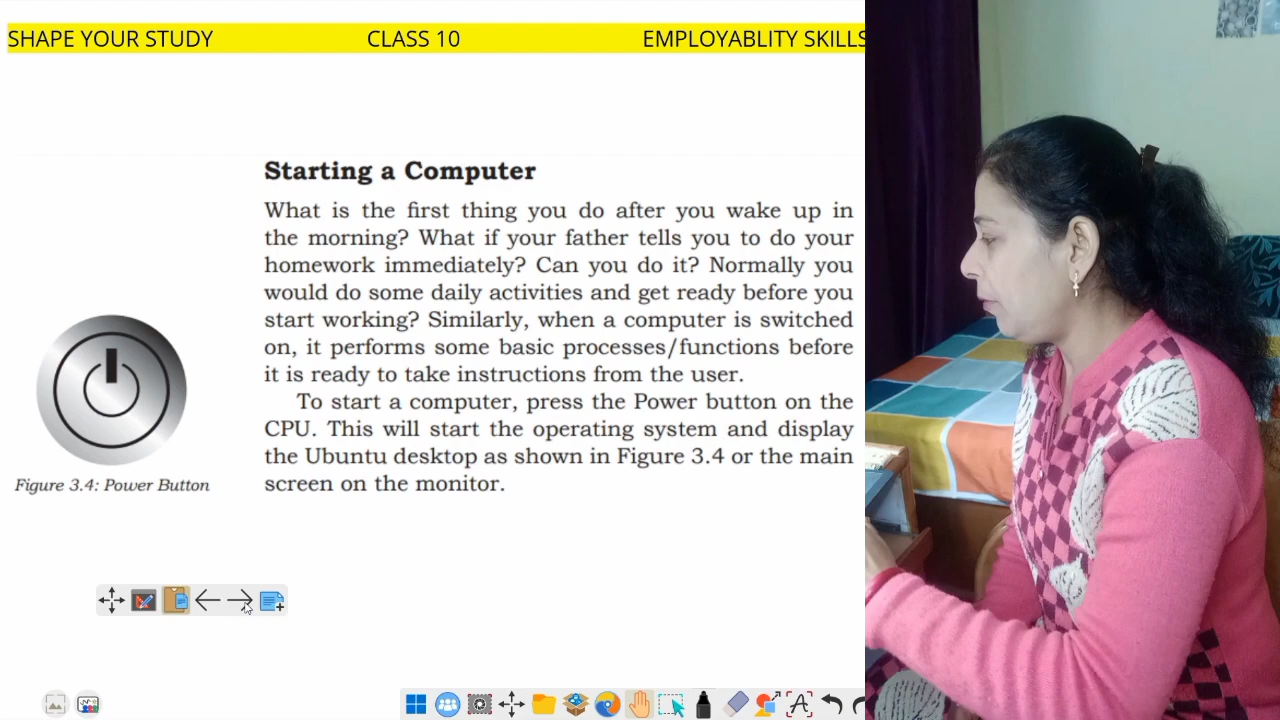 SHAPE YOUR STUDY CLASS 10 EMPLOYABLITY SKILLS
Starting a Computer
What is the first thing you do after you wake up in
the morning? What if your father tells you to do your
homework immediately? Can you do it? Normally you
would do some daily activities and get ready before you
start working? Similarly, when a computer is switched
on, it performs some basic processes/functions before
it is ready to take instructions from the user.
To start a computer, press the Power button on the
CPU. This will start the operating system and display
the Ubuntu desktop as shown in Figure 3.4 or the main
screen on the monitor.
Figure 3.4: Power Button